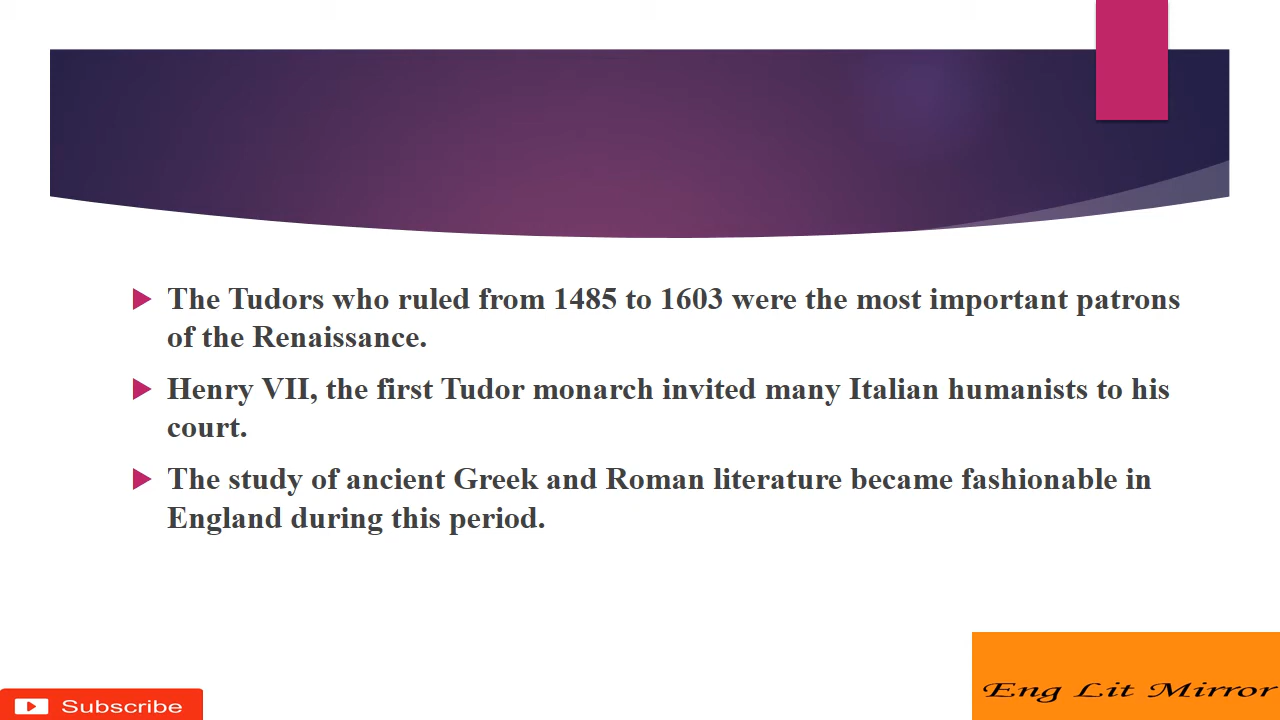 The Tudors who ruled from 1485 to 1603 were the most important patrons
of the Renaissance.
Henry VII, the first Tudor monarch invited many Italian humanists to his
court.
The study of ancient Greek and Roman literature became fashionable in
England during this period.
Subscribe
Eng Lit Mirror